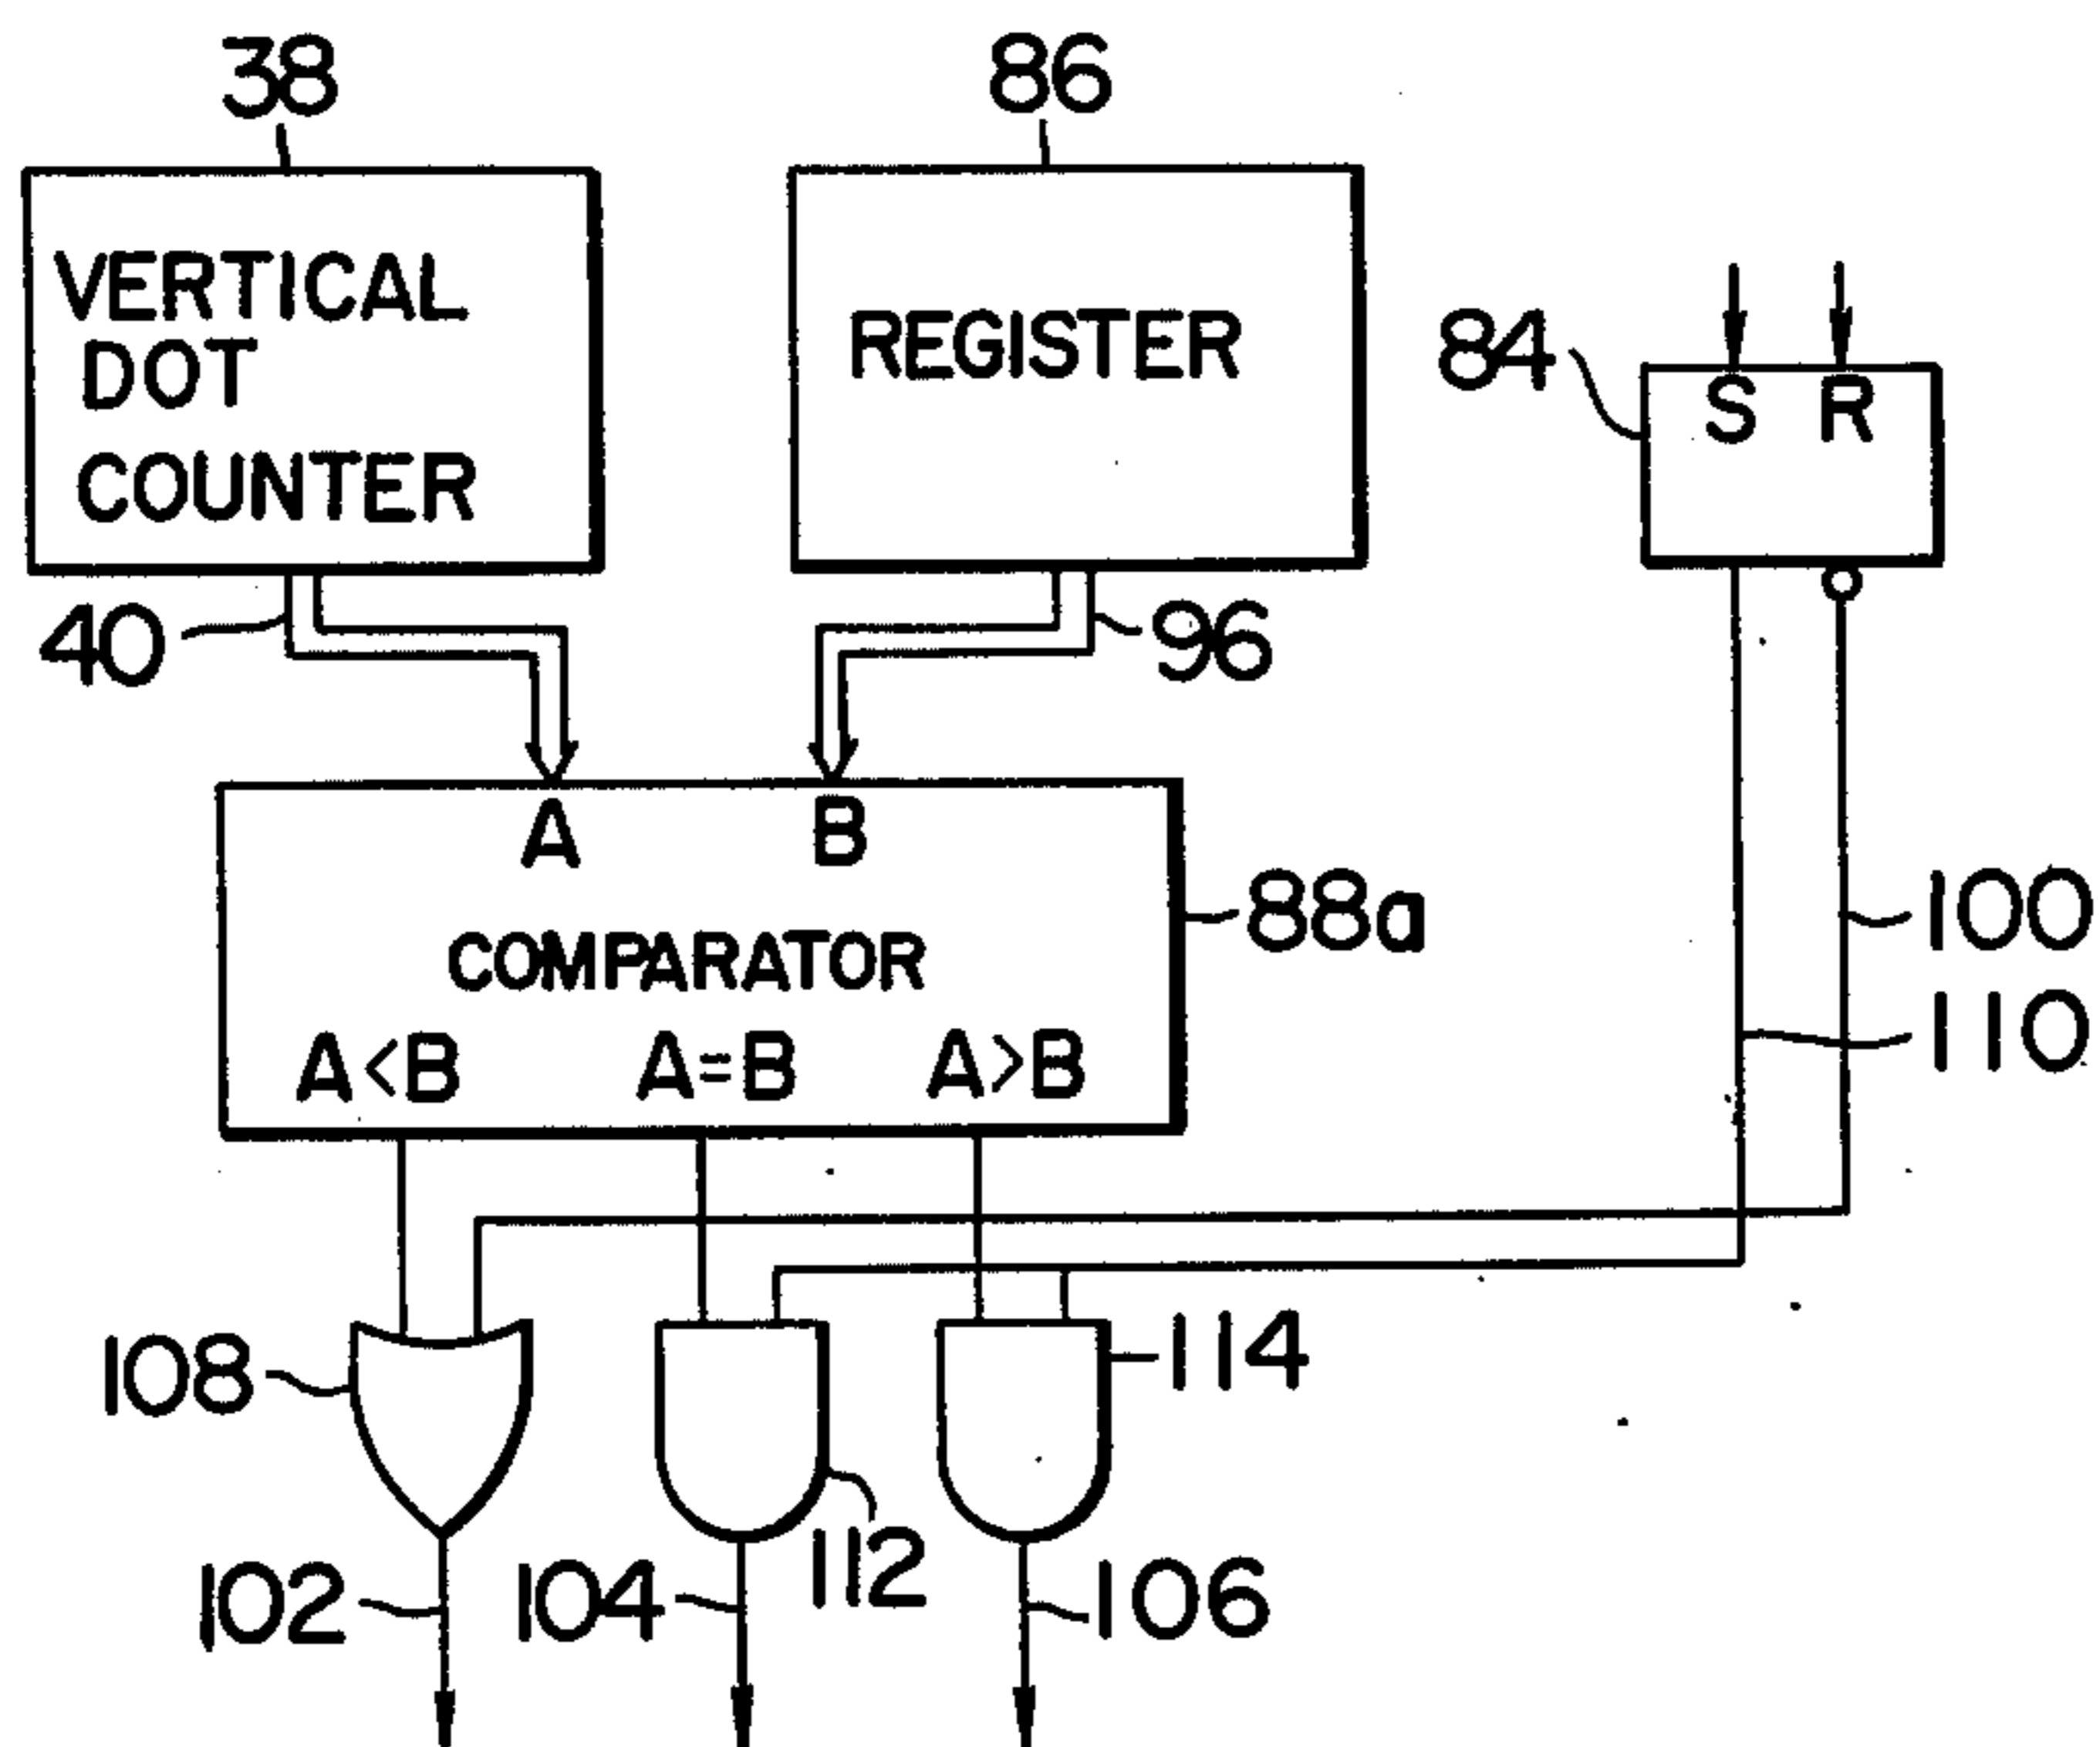 38
86
VERTICAL
DOT
COUNTER
REGISTER
84
S R
40
96
A B
88a
COMPARATOR
100
110
A<B A=B A>B
108
114
112
102
104
106